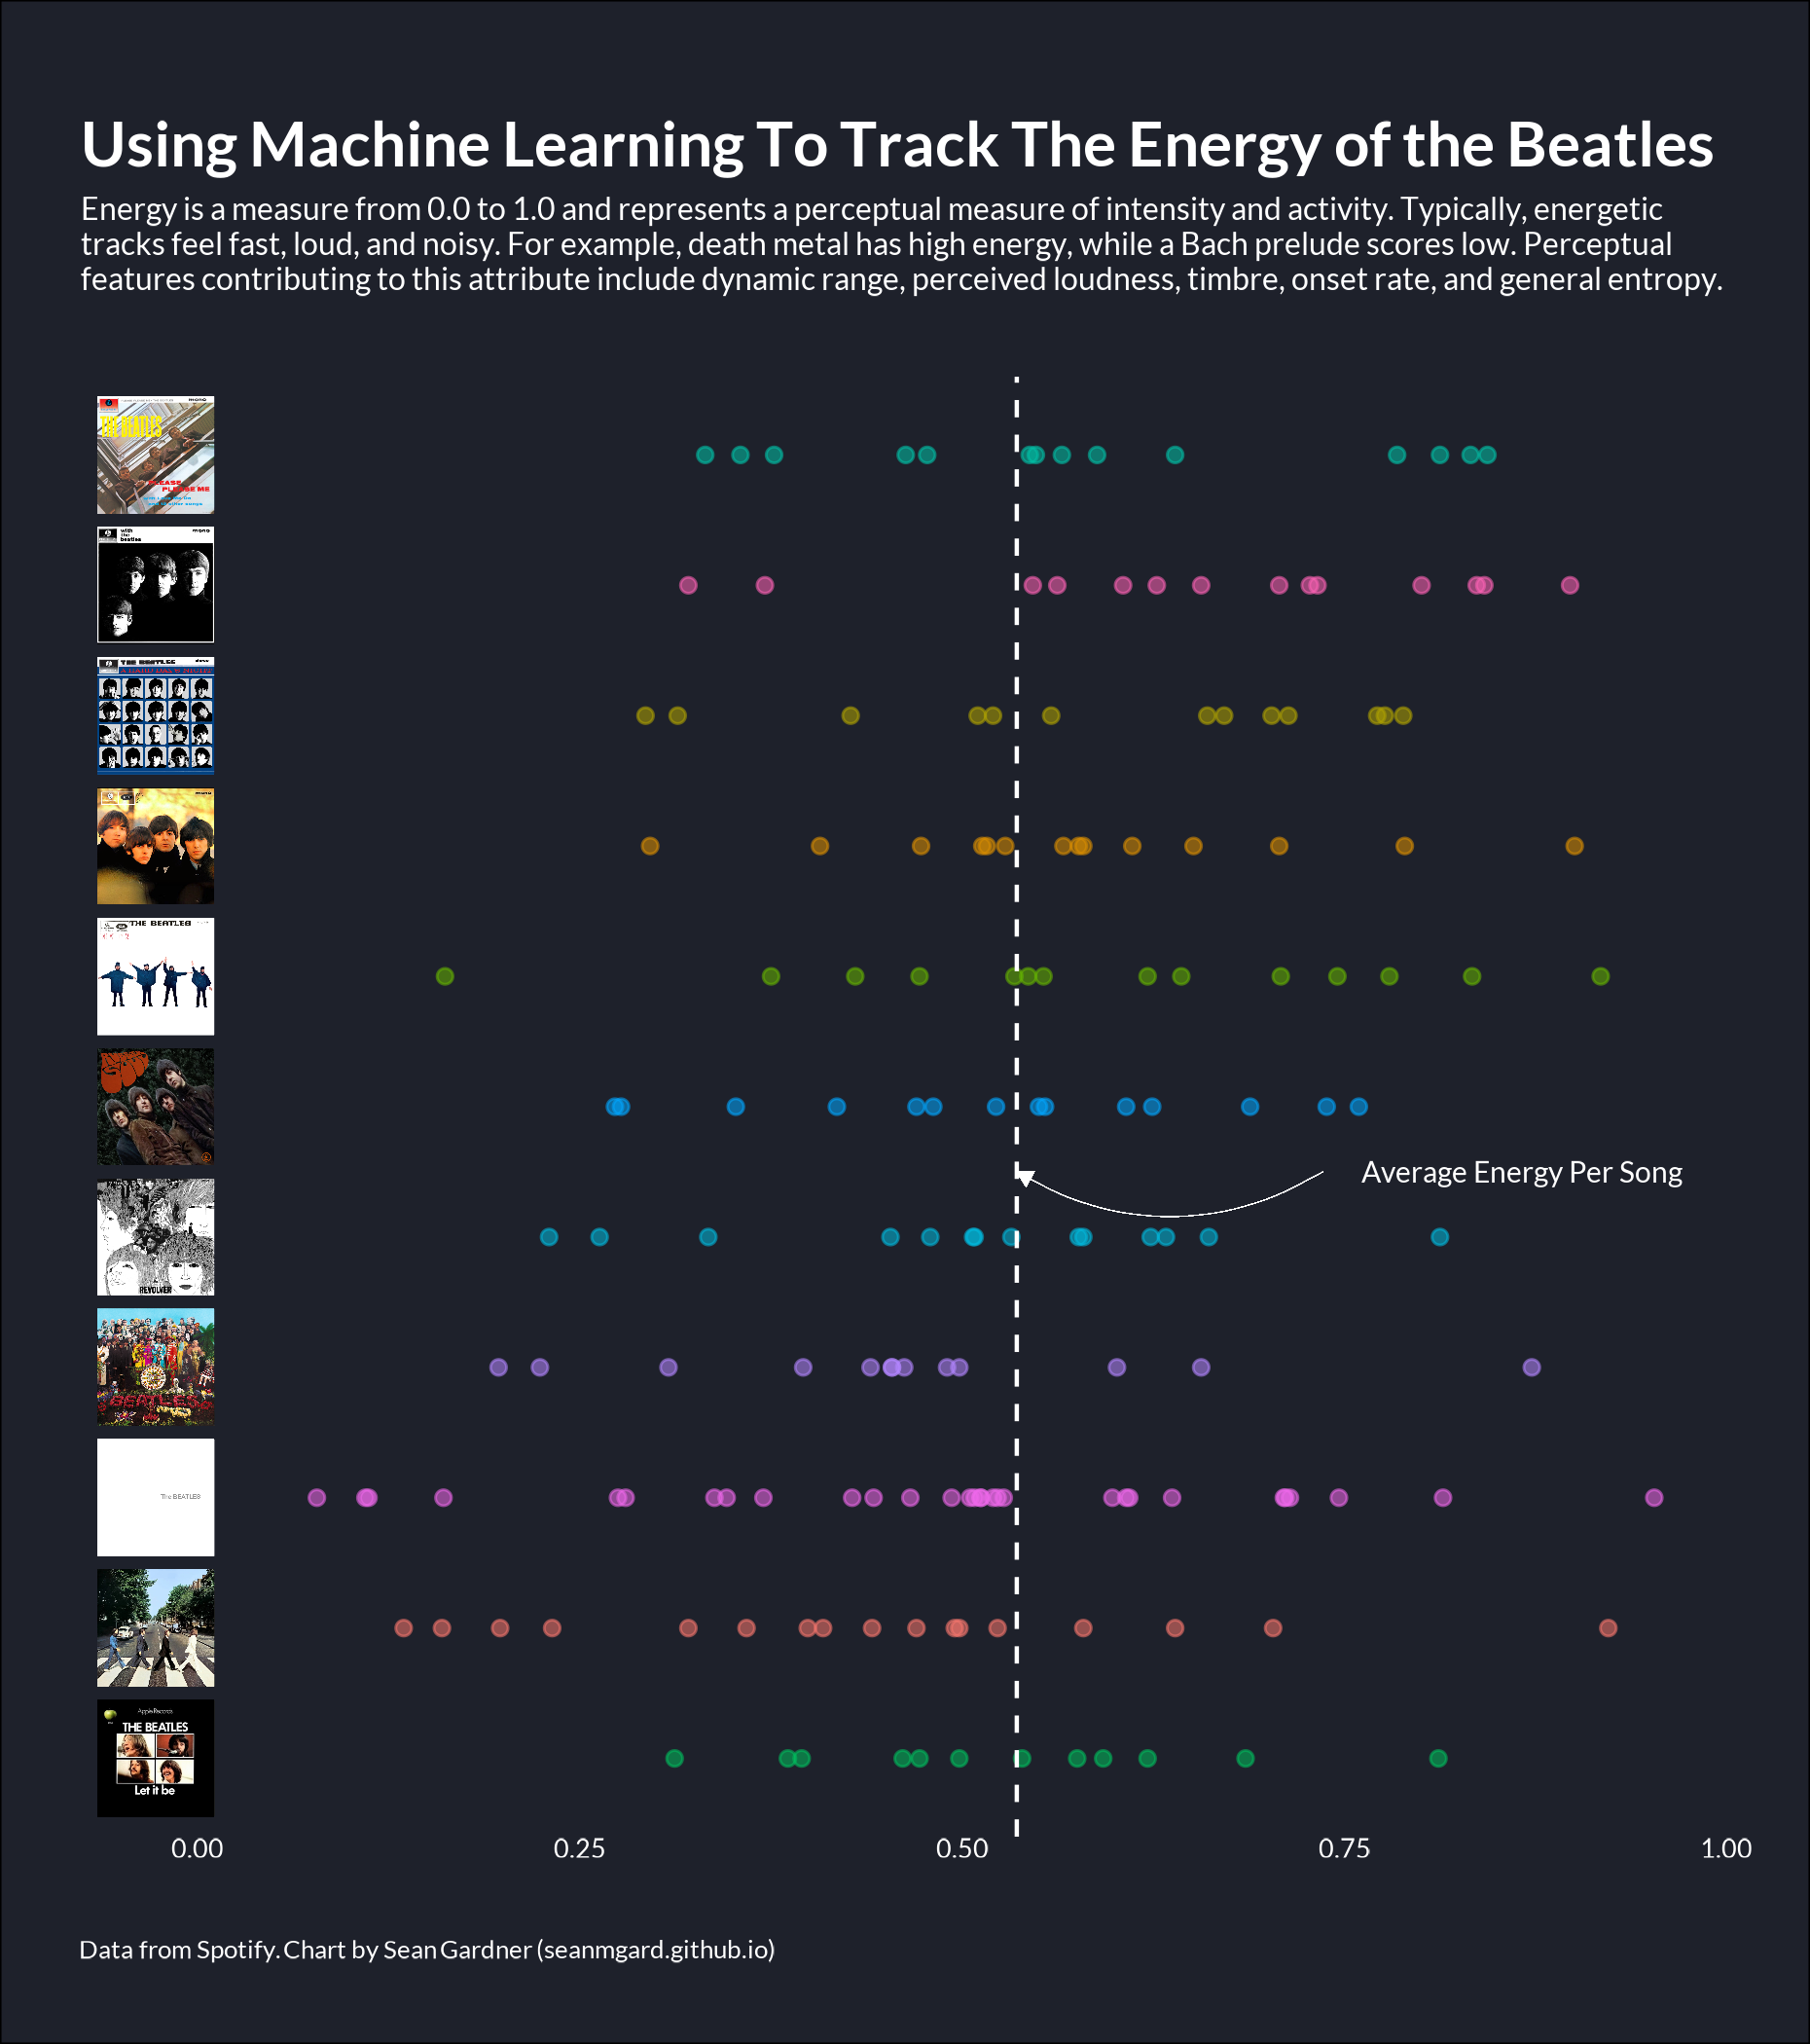 Using Machine Learning To Track The Energy of the Beatles
Energy is a measure from 0.0 to 1.0 and represents a perceptual measure of intensity and activity. Typically, energetic
tracks feel fast, loud, and noisy. For example, death metal has high energy, while a Bach prelude scores low. Perceptual
features contributing to this attribute include dynamic range, perceived loudness, timbre, onset rate, and general entropy.
mono
THE BEATLES
PLEASE
PLEASE ME
with
the
beatles
mono
THE BEATLES
THE BEATLES
Average Energy Per Song
REVOLVER
BEATLES
The BEATLES
Apple Records
THE BEATLES
Let it be
0.00 0.25 0.50 0.75 1.00
Data from Spotify. Chart by Sean Gardner (seanmgard.github.io)